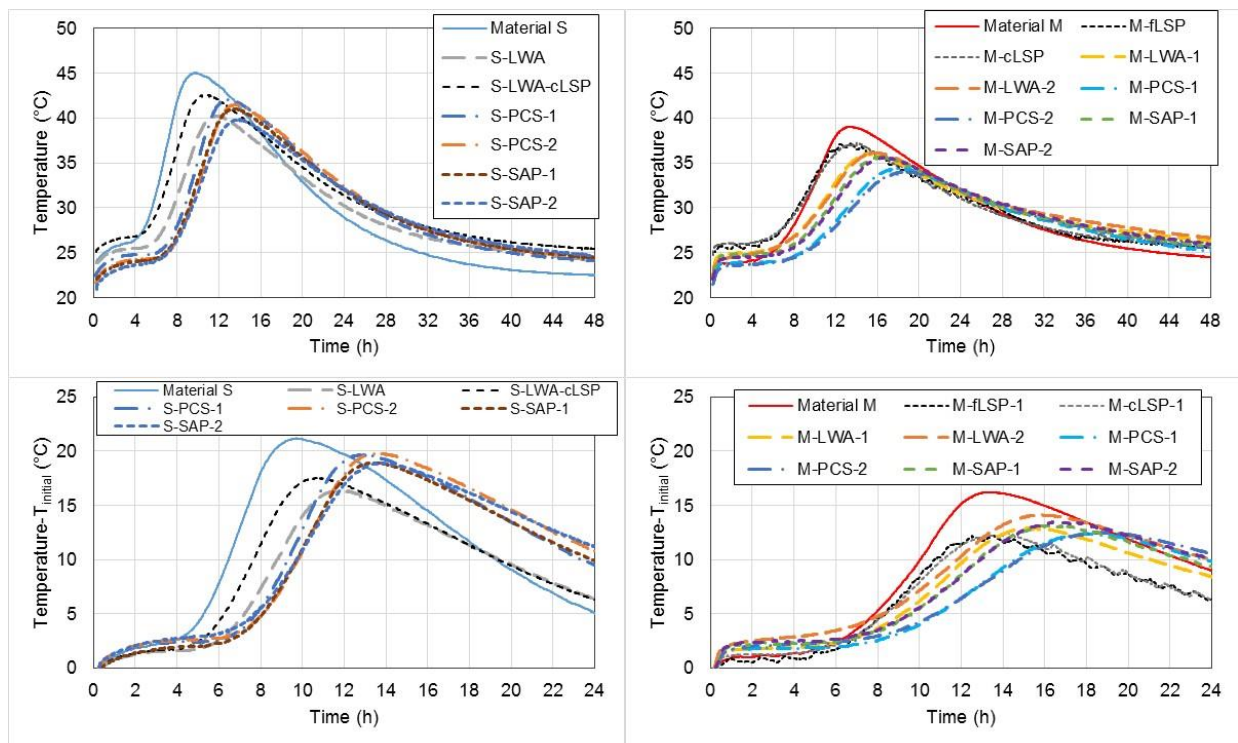 50
45
40
35
30
25
20
Temperature (°C)
Material S
S-LWA
S-LWA-cLSP
S-PCS-1
S-PCS-2
S-SAP-1
S-SAP-2
0 4 8 12 16 20 24 28 32 36 40 44 48
Time (h)
50
45
40
35
30
25
20
Temperature (°C)
Material M M-fLSP
M-cLSP M-LWA-1
M-LWA-2 M-PCS-1
M-PCS-2 M-SAP-1
M-SAP-2
0 4 8 12 16 20 24 28 32 36 40 44 48
Time (h)
25
20
15
10
5
0
Temperature-Tinitial (°C)
Material S S-LWA S-LWA-cLSP
S-PCS-1 S-PCS-2 S-SAP-1
S-SAP-2
0 2 4 6 8 10 12 14 16 18 20 22 24
Time (h)
25
20
15
10
5
0
Temperature-Tinitial (°C)
Material M M-fLSP-1 M-cLSP-1
M-LWA-1 M-LWA-2 M-PCS-1
M-PCS-2 M-SAP-1 M-SAP-2
0 2 4 6 8 10 12 14 16 18 20 22 24
Time (h)